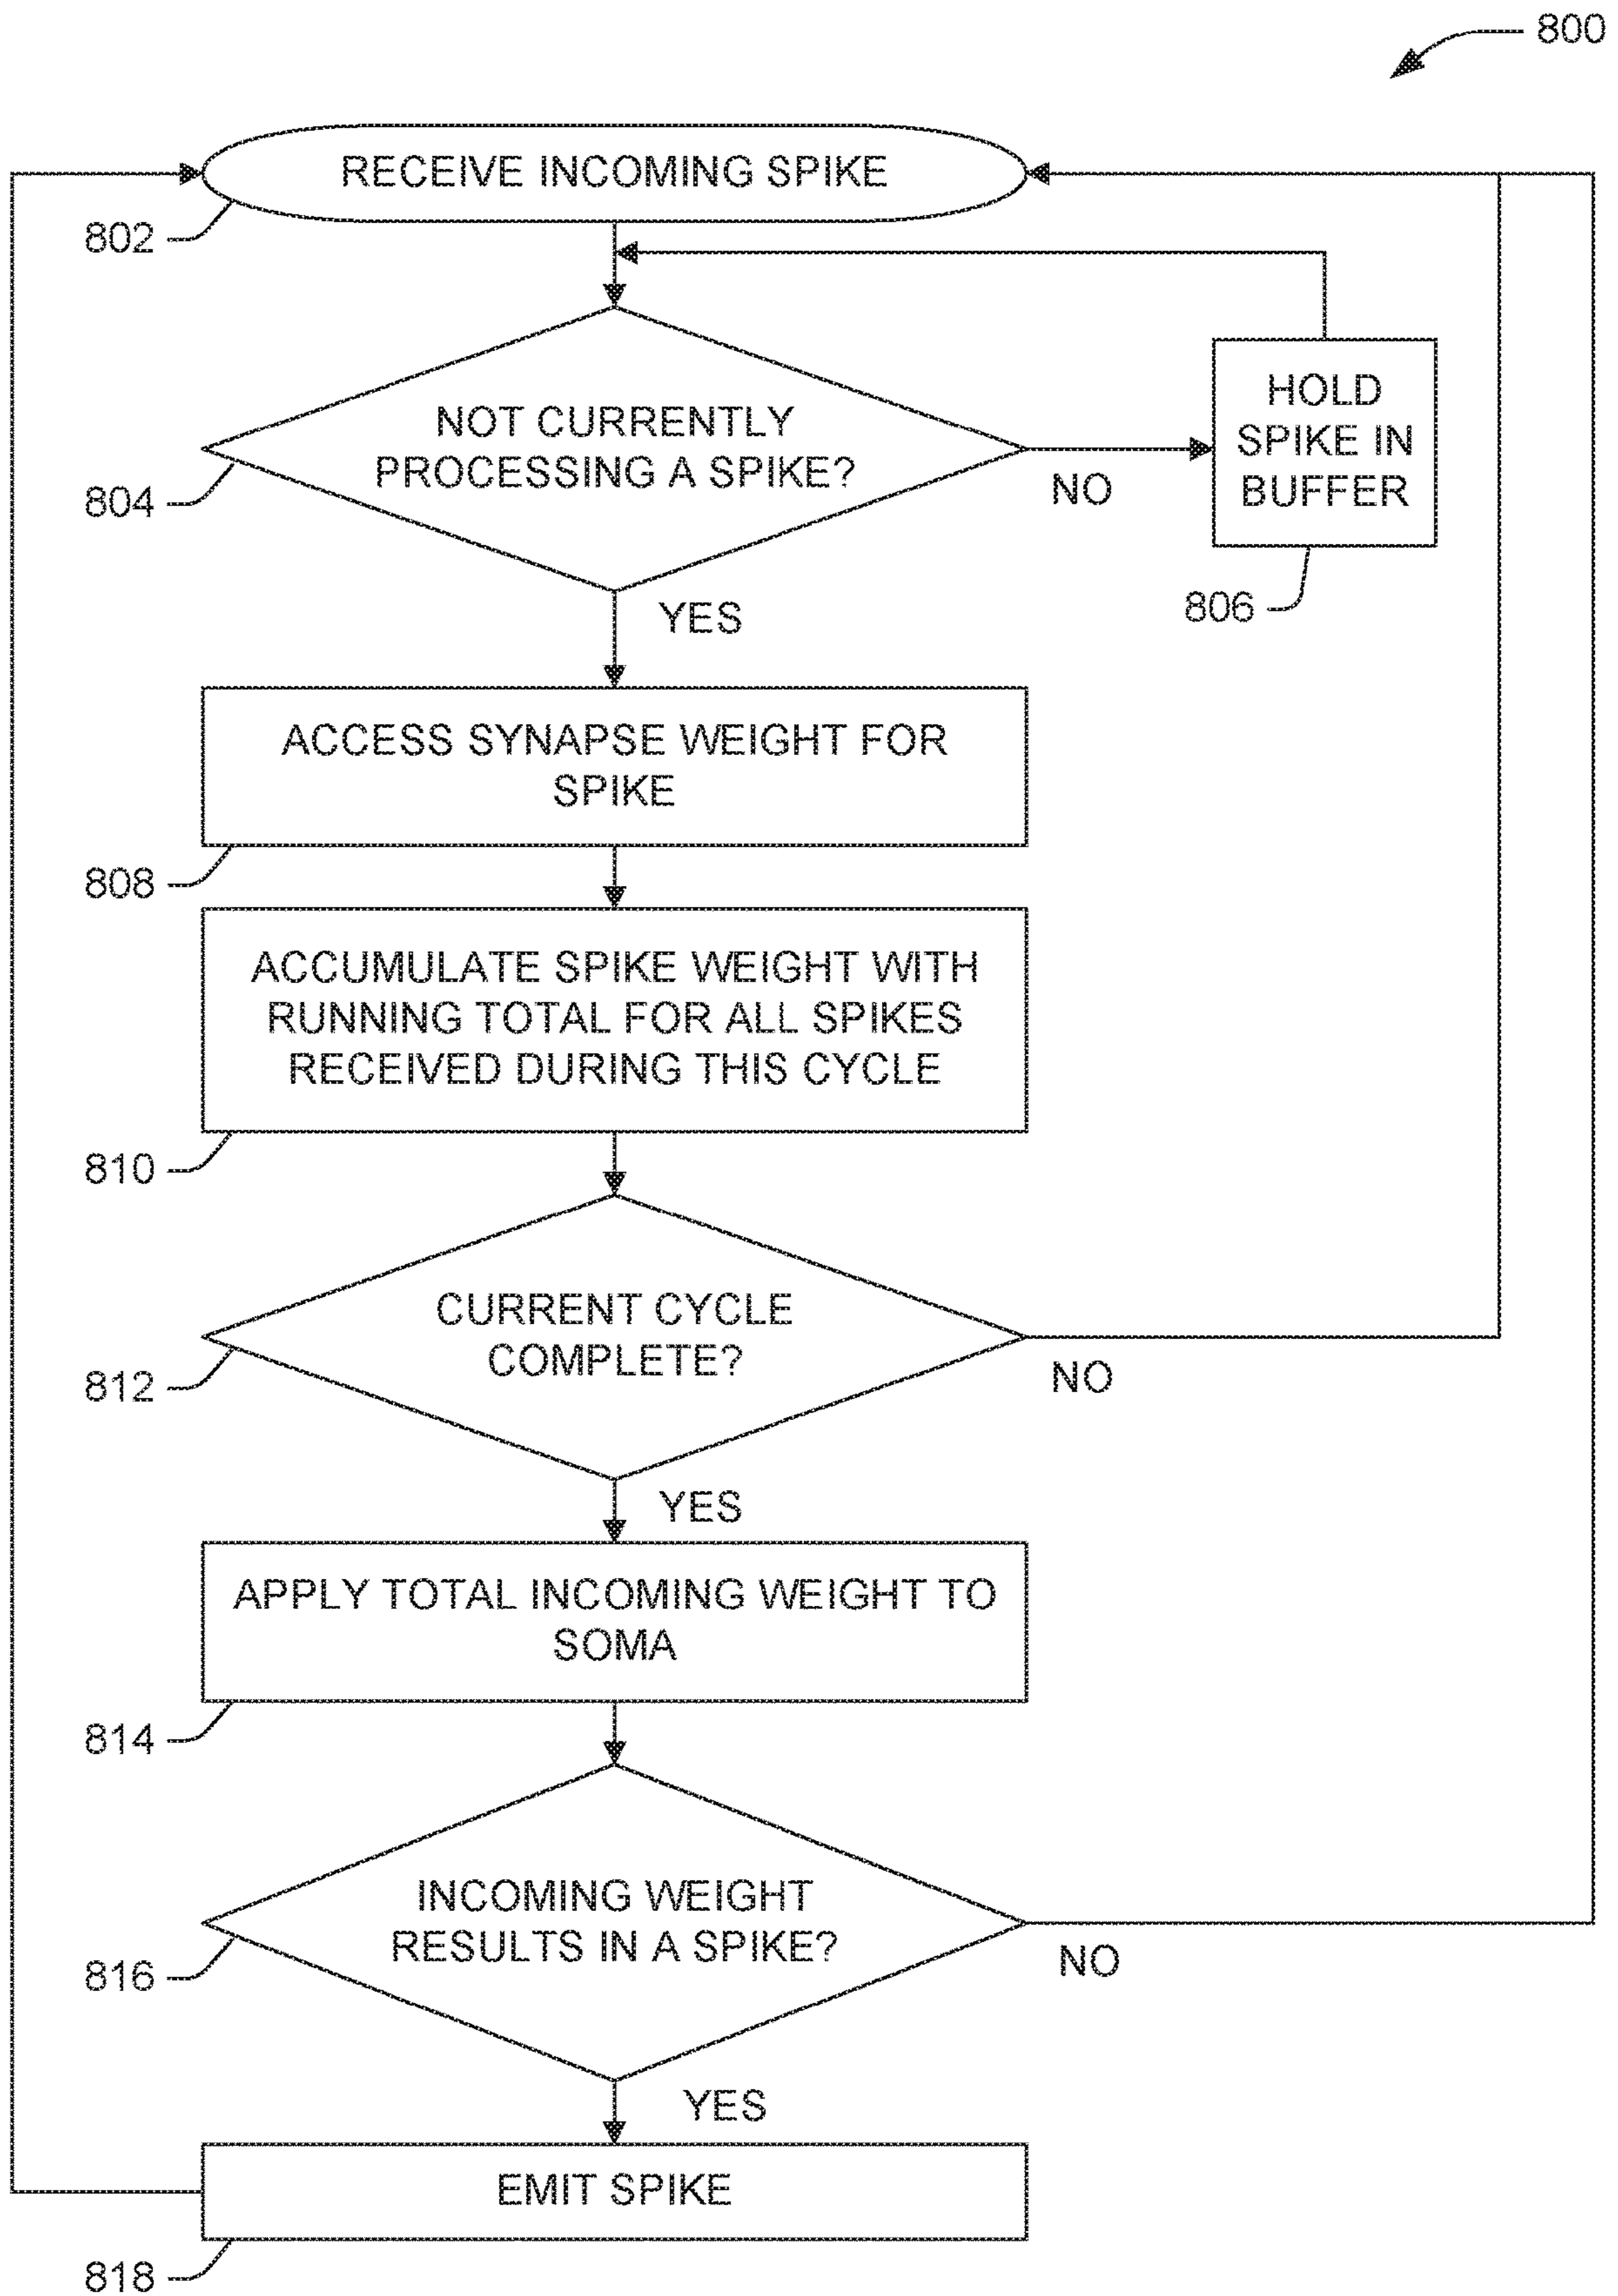 800
RECEIVE INCOMING SPIKE
802
NOT CURRENTLY
PROCESSING A SPIKE?
804
NO
HOLD
SPIKE IN
BUFFER
806
YES
ACCESS SYNAPSE WEIGHT FOR
SPIKE
808
ACCUMULATE SPIKE WEIGHT WITH
RUNNING TOTAL FOR ALL SPIKES
RECEIVED DURING THIS CYCLE
810
CURRENT CYCLE
COMPLETE?
812
NO
YES
APPLY TOTAL INCOMING WEIGHT TO
SOMA
814
INCOMING WEIGHT
RESULTS IN A SPIKE?
816
NO
YES
EMIT SPIKE
818